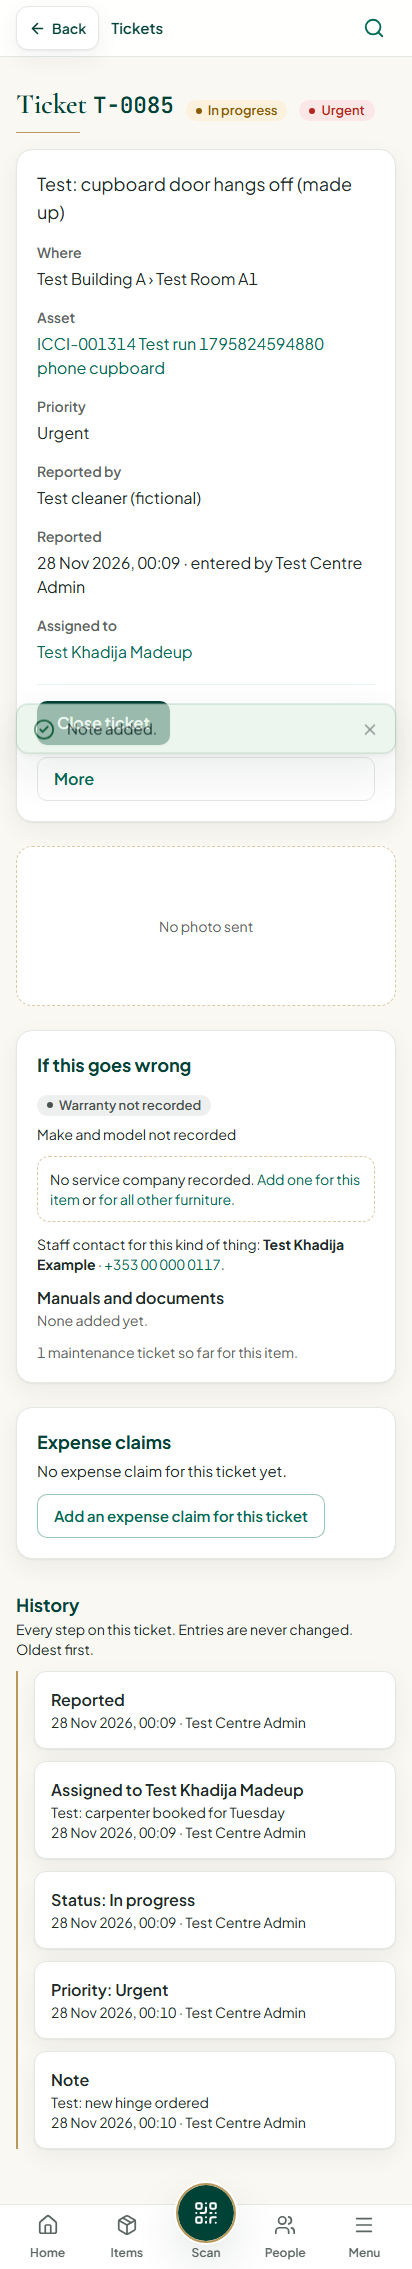 Back
Tickets
Ticket T-0085
In progress
Urgent
Test: cupboard door hangs off (made
up)
Where
Test Building A › Test Room A1
Asset
ICCI-001314 Test run 1795824594880
phone cupboard
Priority
Urgent
Reported by
Test cleaner (fictional)
Reported
28 Nov 2026, 00:09 · entered by Test Centre
Admin
Assigned to
Test Khadija Madeup
Close ticket
Note added.
More
No photo sent
If this goes wrong
Warranty not recorded
Make and model not recorded
No service company recorded. Add one for this
item or for all other furniture.
Staff contact for this kind of thing: Test Khadija
Example · +353 00 000 0117.
Manuals and documents
None added yet.
1 maintenance ticket so far for this item.
Expense claims
No expense claim for this ticket yet.
Add an expense claim for this ticket
History
Every step on this ticket. Entries are never changed.
Oldest first.
Reported
28 Nov 2026, 00:09 · Test Centre Admin
Assigned to Test Khadija Madeup
Test: carpenter booked for Tuesday
28 Nov 2026, 00:09 · Test Centre Admin
Status: In progress
28 Nov 2026, 00:09 · Test Centre Admin
Priority: Urgent
28 Nov 2026, 00:10 · Test Centre Admin
Note
Test: new hinge ordered
28 Nov 2026, 00:10 · Test Centre Admin
Home
Items
Scan
People
Menu